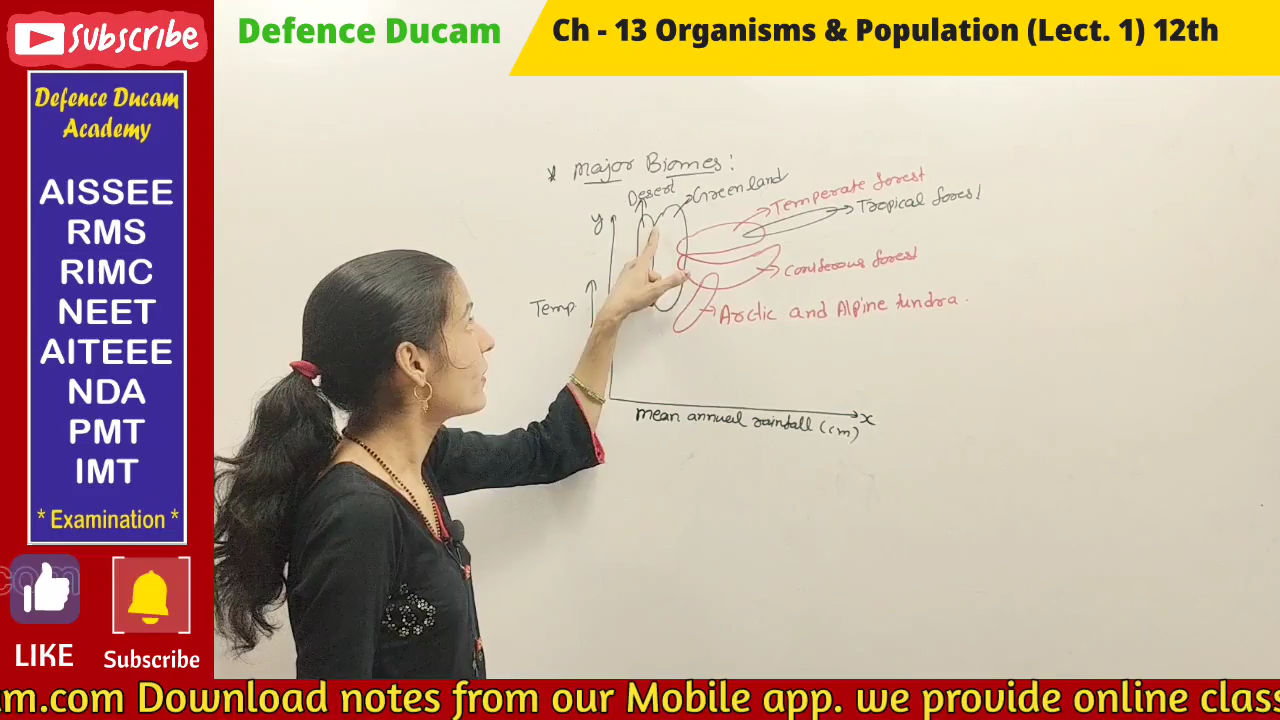 Subscribe
Defence Ducam
Ch - 13 Organisms & Population (Lect. 1) 12th
Defence Ducam
Academy
AISSEE
RMS
RIMC
NEET
AITEEE
NDA
PMT
IMT
* Examination *
LIKE
Subscribe
* Major Biomes:
Desert
Greenland
Temperate forest
Tropical forest
y
Coniferous forest
Temp.
Arctic and Alpine tundra.
x
mean annual rainfall (cm)
com
am.com Download notes from our Mobile app. we provide online class